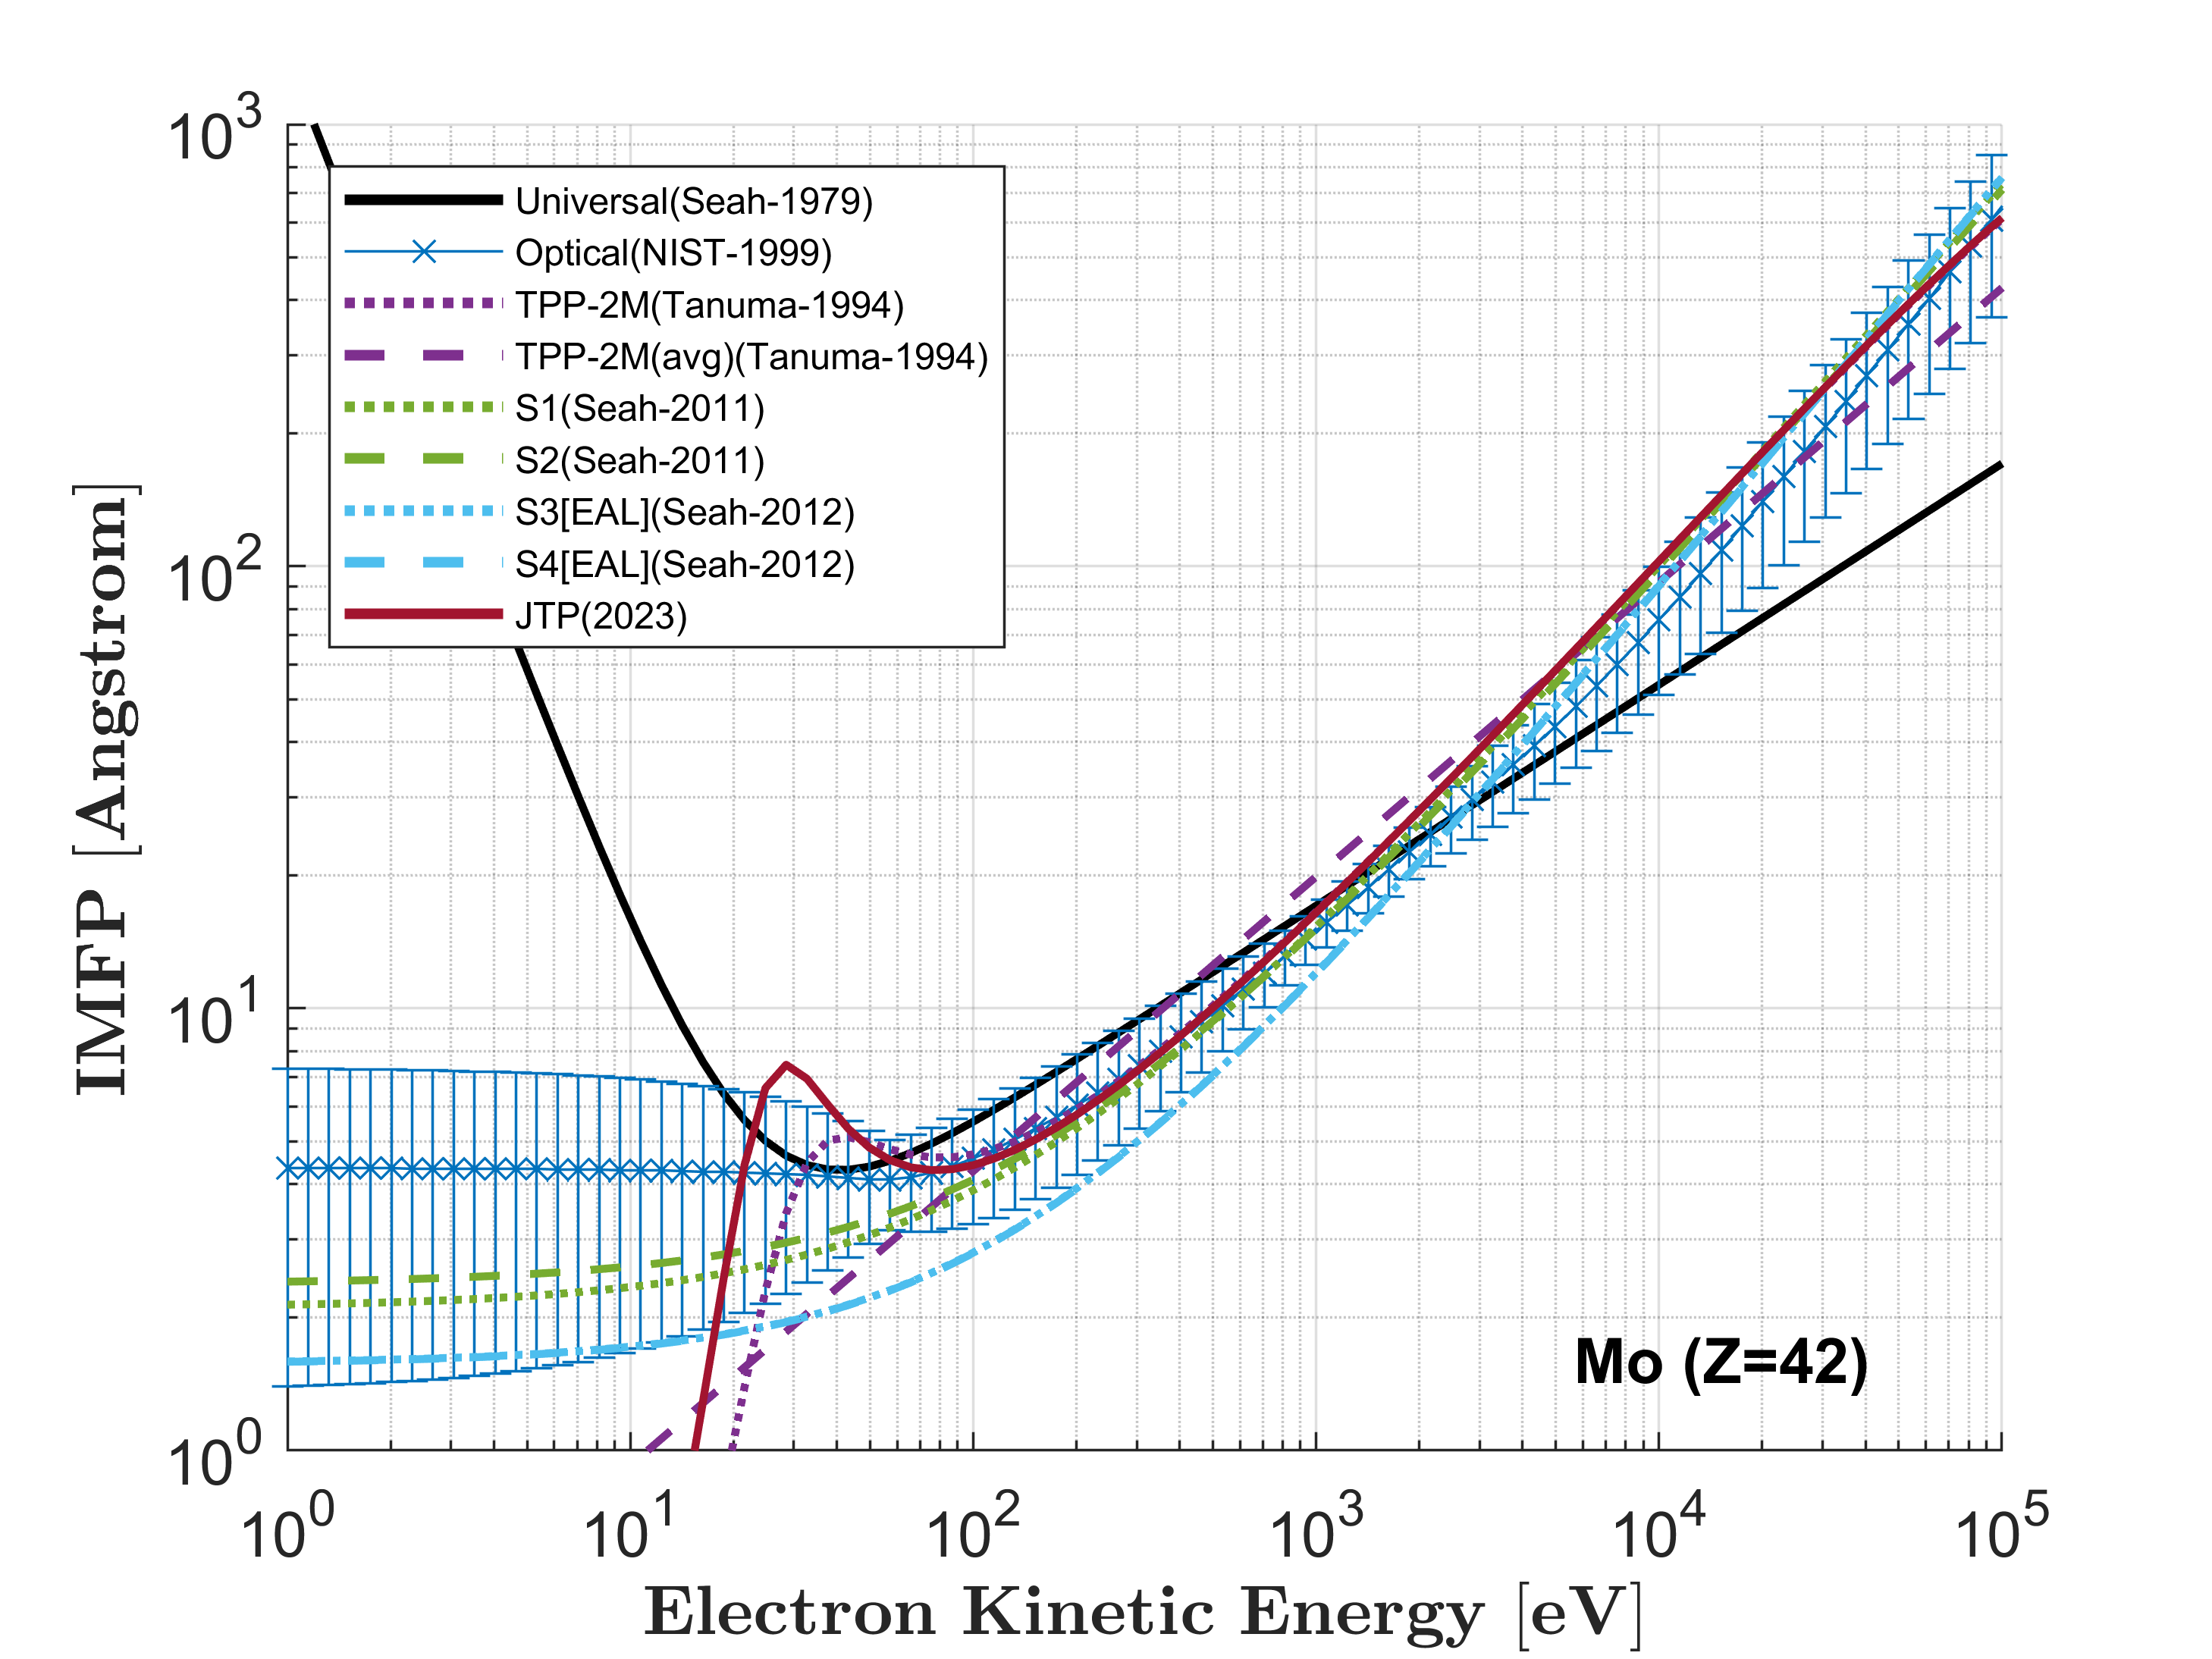 10^3
10^2
10^1
10^0
IMFP [Angstrom]
Universal(Seah-1979)
Optical(NIST-1999)
TPP-2M(Tanuma-1994)
TPP-2M(avg)(Tanuma-1994)
S1(Seah-2011)
S2(Seah-2011)
S3[EAL](Seah-2012)
S4[EAL](Seah-2012)
JTP(2023)
Mo (Z=42)
10^0 10^1 10^2 10^3 10^4 10^5
Electron Kinetic Energy [eV]